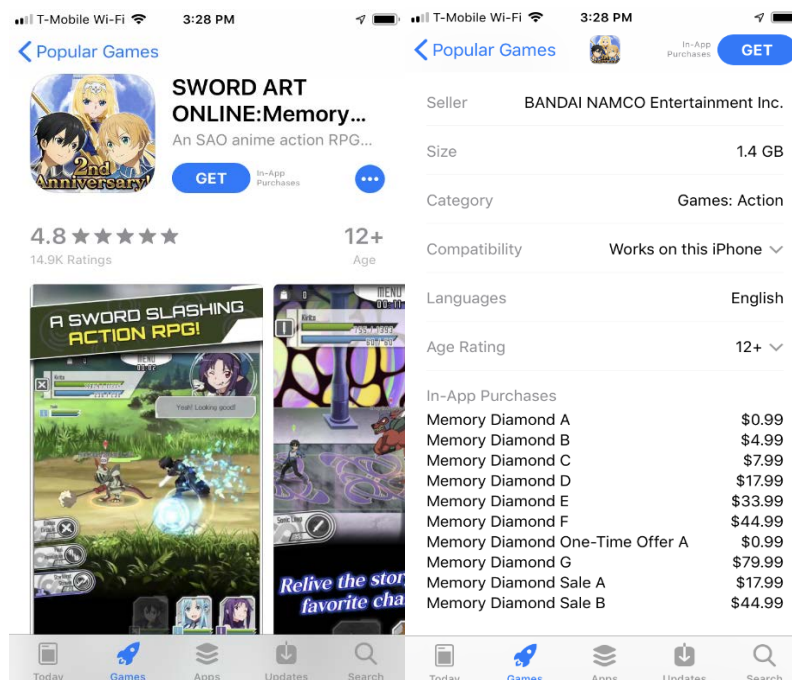 T-Mobile Wi-Fi 3:28 PM
Popular Games
2nd
Anniversary!
SWORD ART
ONLINE:Memory...
An SAO anime action RPG...
GET
In-App
Purchases
4.8
14.9K Ratings
12+
Age
A SWORD SLASHING
ACTION RPG!
MENU
00:02
Kirito
Yeah! Looking good!
MENU
Kirito
Sonic Leap
Relive the stor
favorite cha
Today Games Apps Updates Search
T-Mobile Wi-Fi 3:28 PM
Popular Games
In-App
Purchases
GET
Seller BANDAI NAMCO Entertainment Inc.
Size 1.4 GB
Category Games: Action
Compatibility Works on this iPhone
Languages English
Age Rating 12+
In-App Purchases
Memory Diamond A $0.99
Memory Diamond B $4.99
Memory Diamond C $7.99
Memory Diamond D $17.99
Memory Diamond E $33.99
Memory Diamond F $44.99
Memory Diamond One-Time Offer A $0.99
Memory Diamond G $79.99
Memory Diamond Sale A $17.99
Memory Diamond Sale B $44.99
Today Games Apps Updates Search